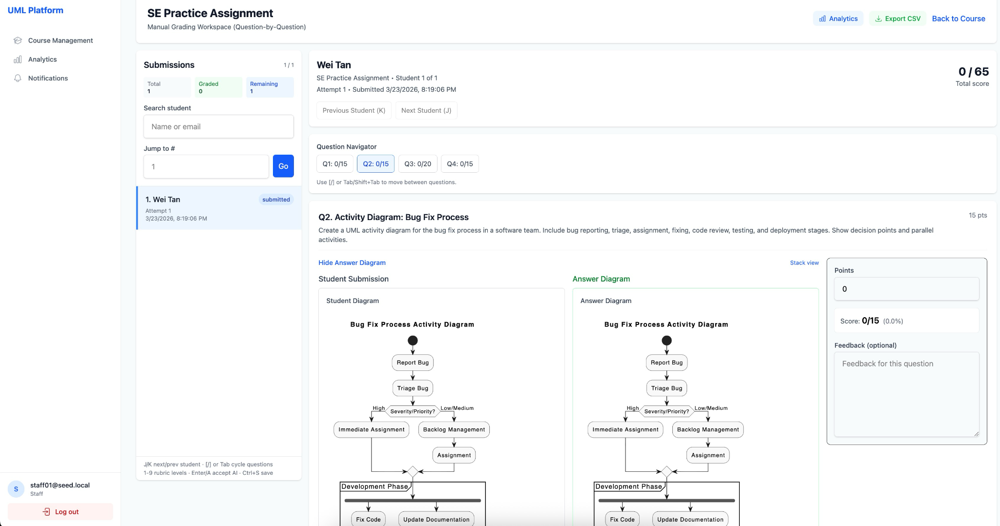 UML Platform
Course Management
Analytics
Notifications
staff01@seed.local
S
Staff
Log out
SE Practice Assignment
Manual Grading Workspace (Question-by-Question)
Analytics
Export CSV
Back to Course
Submissions
1 / 1
Total
1
Graded
0
Remaining
1
Search student
Name or email
Jump to #
1
Go
1. Wei Tan
submitted
Attempt 1
3/23/2026, 8:19:06 PM
J/K next/prev student · [/] or Tab cycle questions
1-9 rubric levels · Enter/A accept AI · Ctrl+S save
Wei Tan
SE Practice Assignment • Student 1 of 1
Attempt 1 • Submitted 3/23/2026, 8:19:06 PM
0 / 65
Total score
Previous Student (K)
Next Student (J)
Question Navigator
Q1: 0/15
Q2: 0/15
Q3: 0/20
Q4: 0/15
Use [/] or Tab/Shift+Tab to move between questions.
Q2. Activity Diagram: Bug Fix Process
15 pts
Create a UML activity diagram for the bug fix process in a software team. Include bug reporting, triage, assignment, fixing, code review, testing, and deployment stages. Show decision points and parallel
activities.
Hide Answer Diagram
Stack view
Student Submission
Student Diagram
Bug Fix Process Activity Diagram
Report Bug
Triage Bug
High
Severity/Priority?
Low/Medium
Immediate Assignment
Backlog Management
Assignment
Development Phase
Fix Code
Update Documentation
Answer Diagram
Answer Diagram
Bug Fix Process Activity Diagram
Report Bug
Triage Bug
High
Severity/Priority?
Low/Medium
Immediate Assignment
Backlog Management
Assignment
Development Phase
Fix Code
Update Documentation
Points
0
Score: 0/15 (0.0%)
Feedback (optional)
Feedback for this question